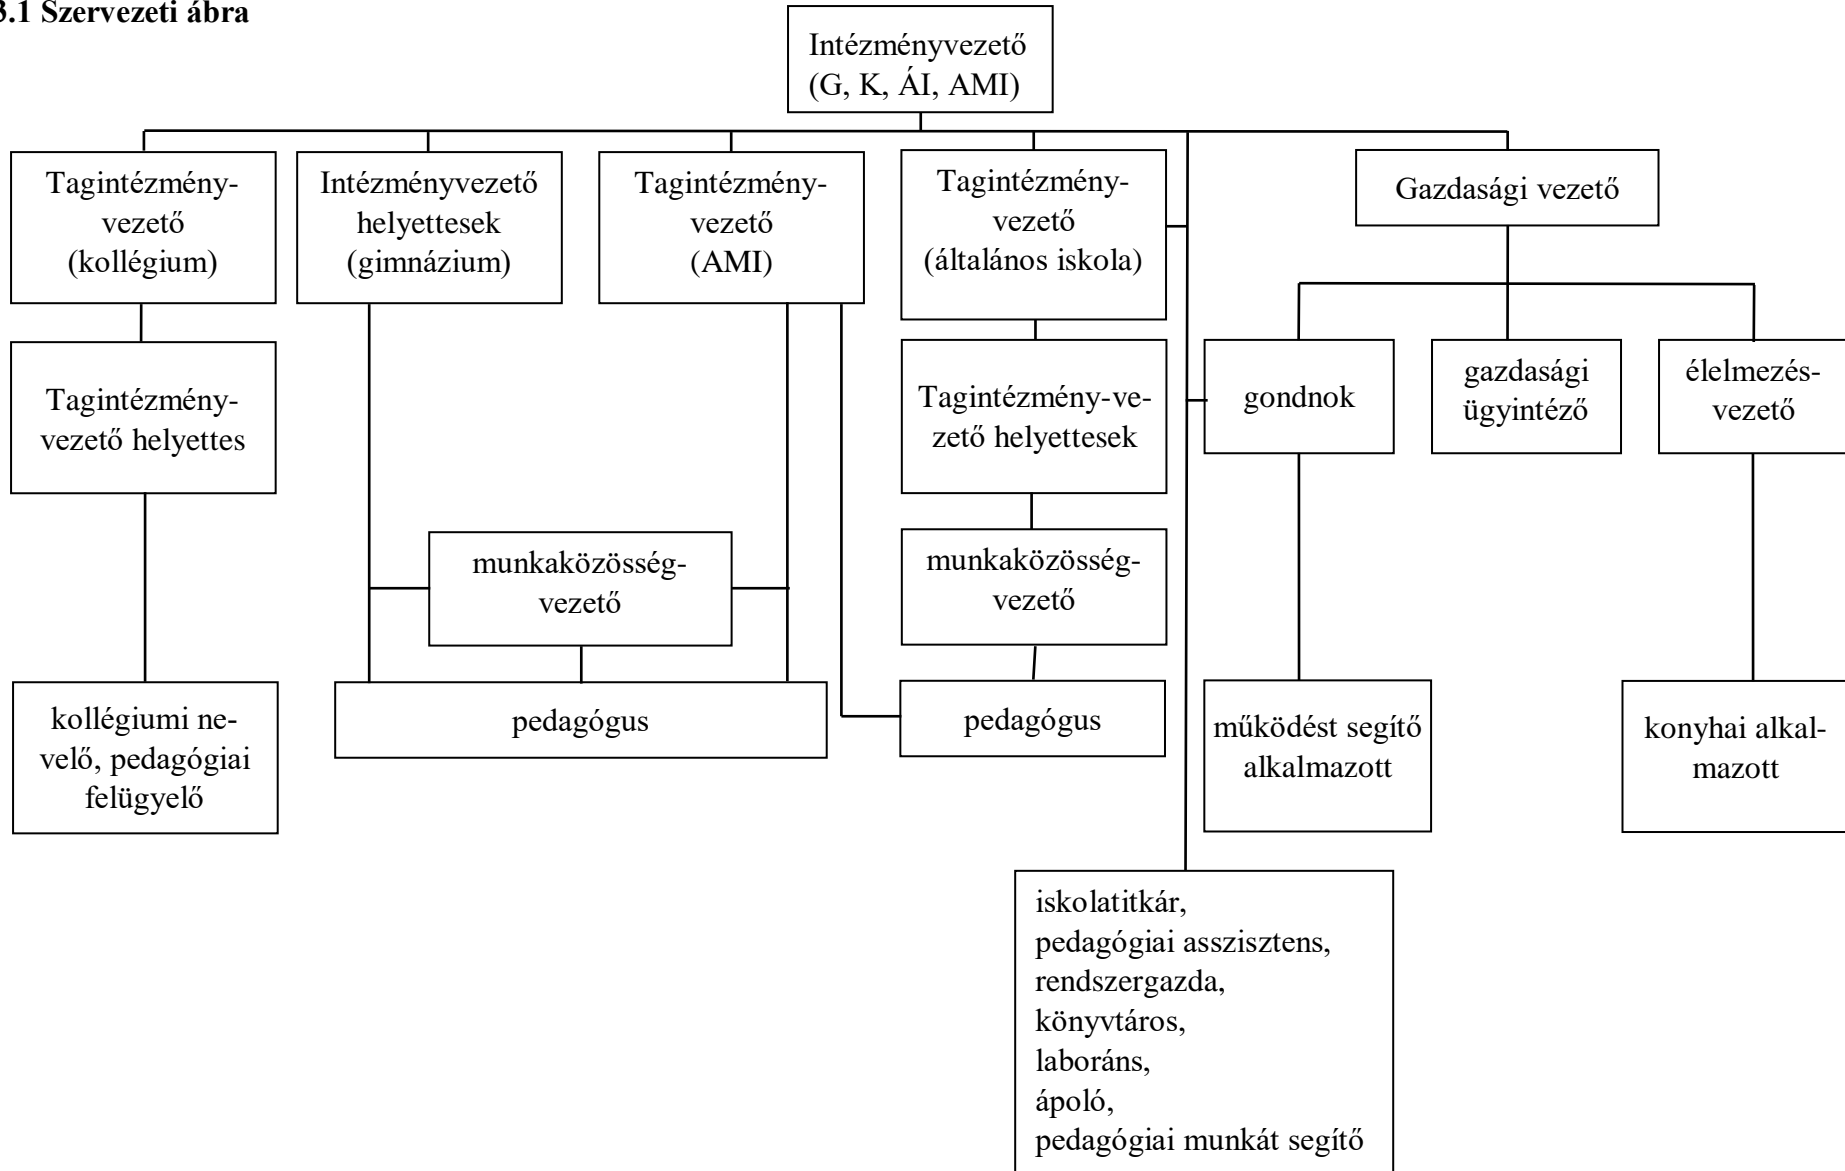 3.1 Szervezeti ábra
Intézményvezető
(G, K, ÁI, AMI)
Tagintézmény-
vezető
(kollégium)
Intézményvezető
helyettesek
(gimnázium)
Tagintézmény-
vezető
(AMI)
Tagintézmény-
vezető
(általános iskola)
Gazdasági vezető
Tagintézmény-
vezető helyettes
Tagintézmény-ve-
zető helyettesek
gondnok
gazdasági
ügyintéző
élelmezés-
vezető
munkaközösség-
vezető
munkaközösség-
vezető
kollégiumi ne-
velő, pedagógiai
felügyelő
pedagógus
pedagógus
működést segítő
alkalmazott
konyhai alkal-
mazott
iskolatitkár,
pedagógiai asszisztens,
rendszergazda,
könyvtáros,
laboráns,
ápoló,
pedagógiai munkát segítő